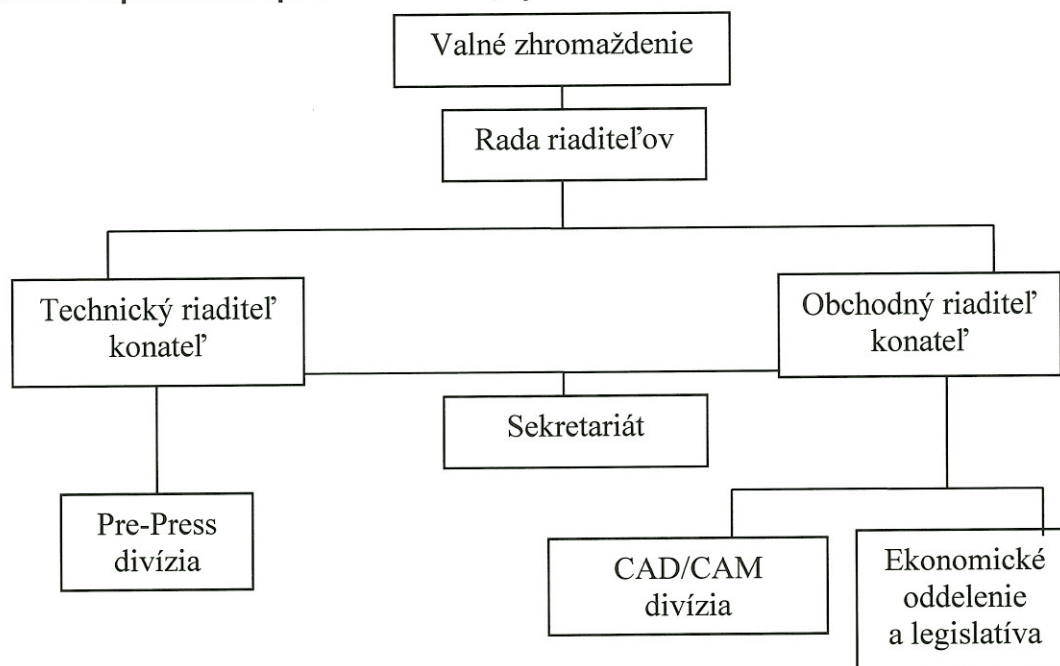 Valné zhromaždenie
Rada riaditeľov
Technický riaditeľ
konateľ
Obchodný riaditeľ
konateľ
Sekretariát
Pre-Press
divízia
CAD/CAM
divízia
Ekonomické
oddelenie
a legislatíva